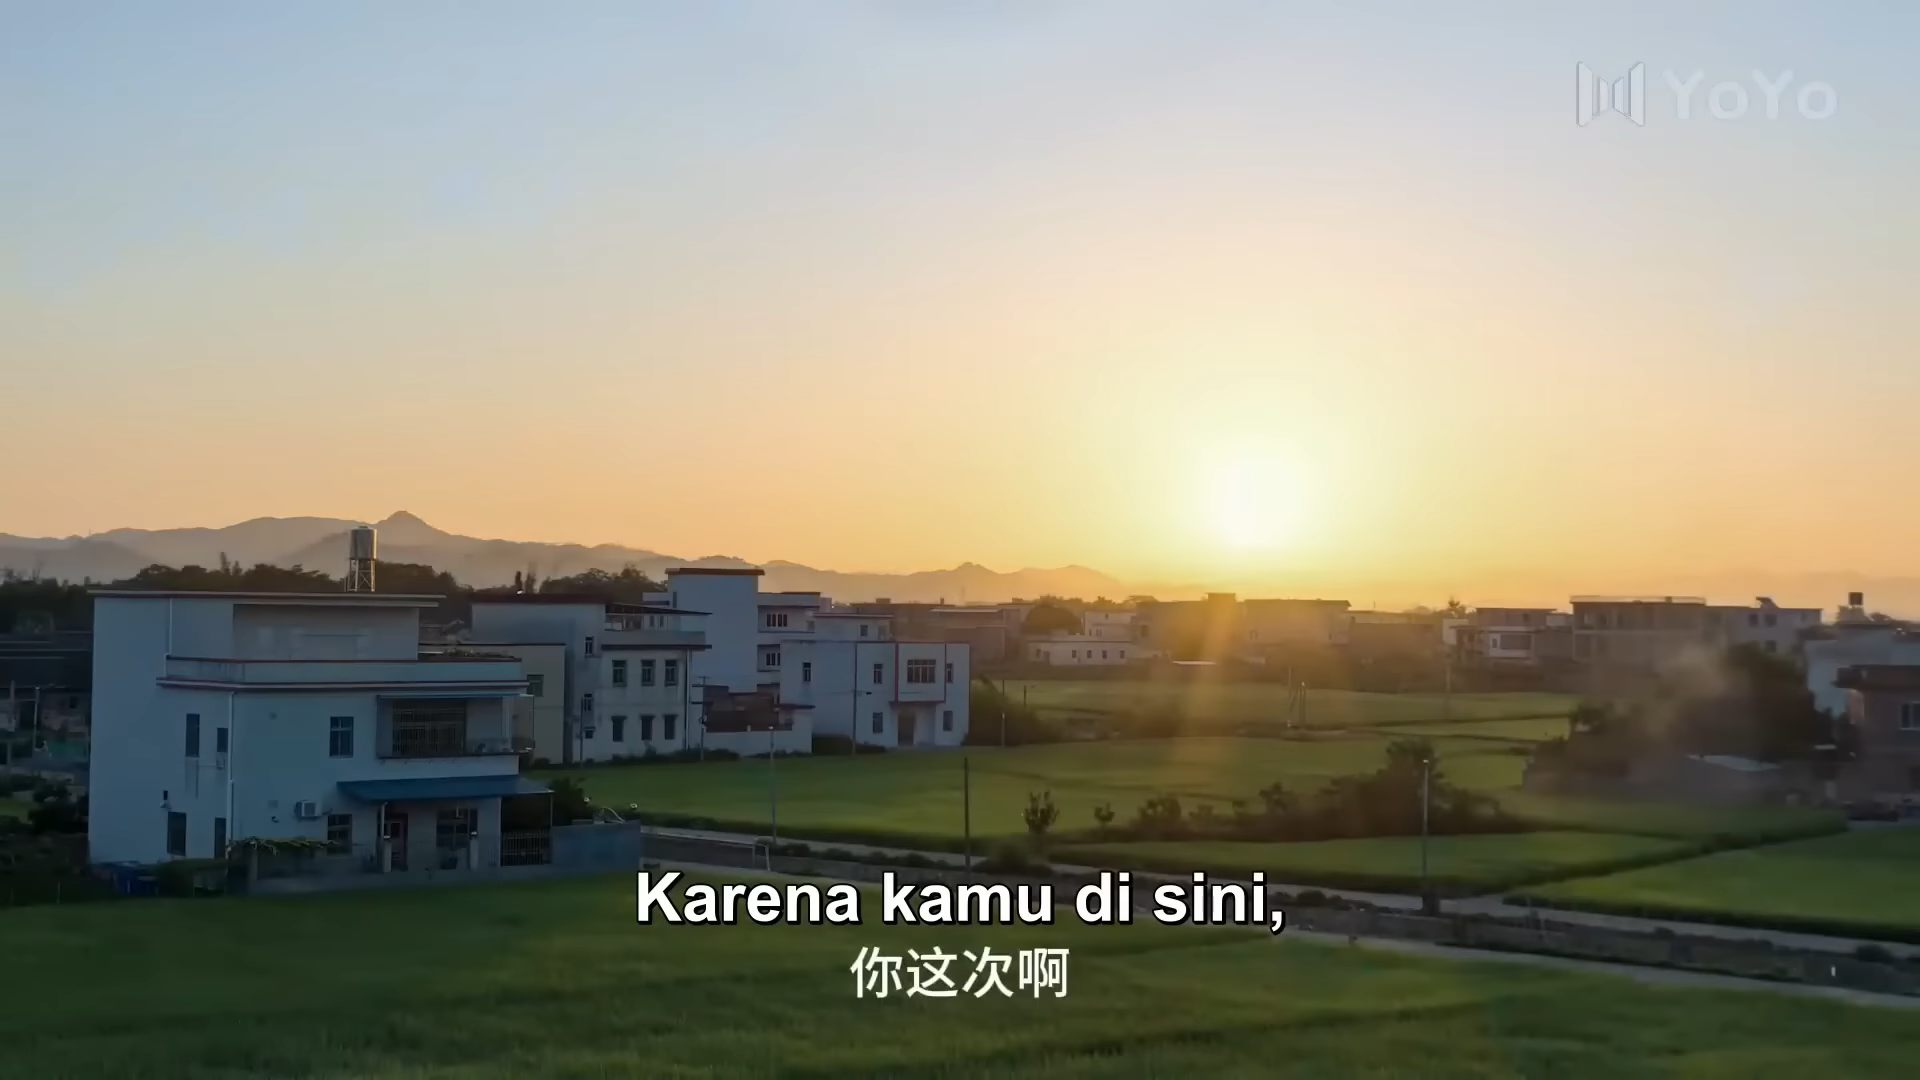 YoYo
Karena kamu di sini,
你这次啊